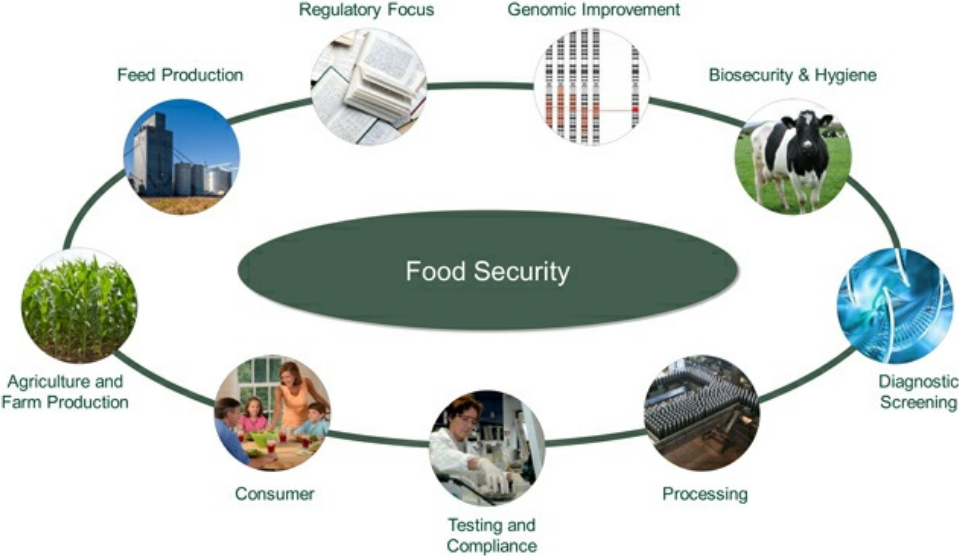 Regulatory Focus
Genomic Improvement
Feed Production
Biosecurity & Hygiene
Food Security
Agriculture and
Farm Production
Diagnostic
Screening
Consumer
Processing
Testing and
Compliance